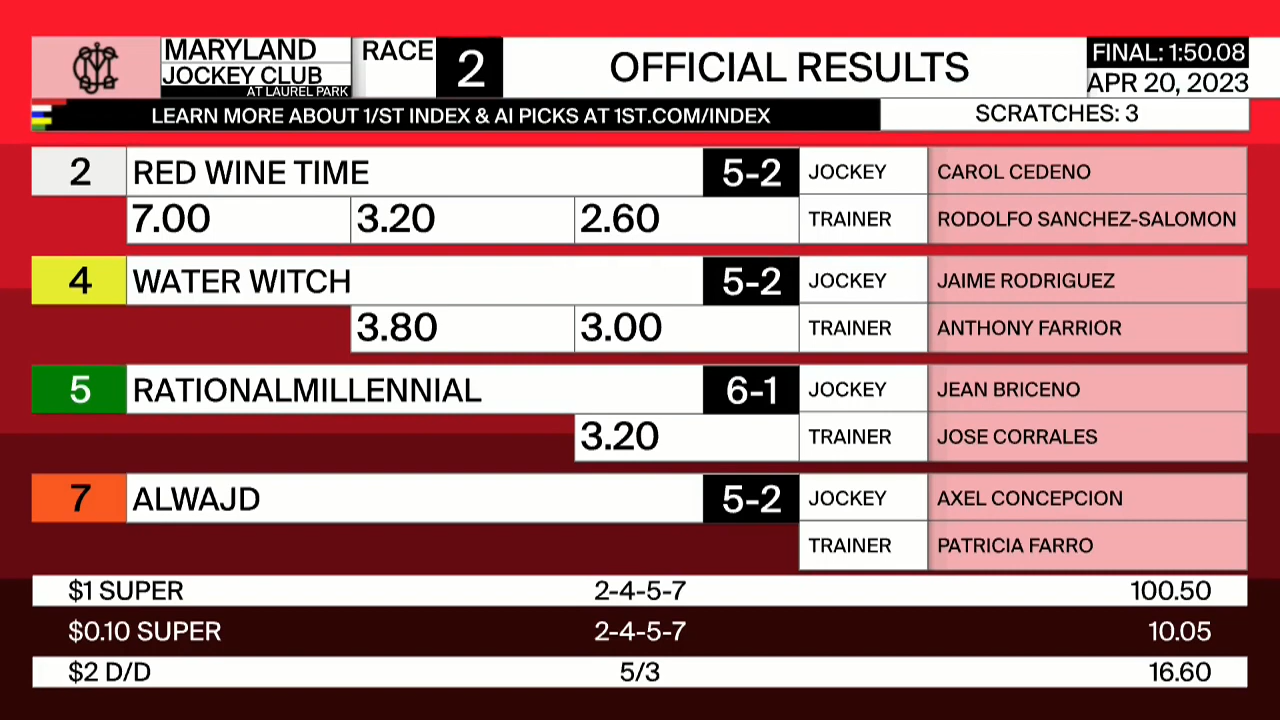 MARYLAND
JOCKEY CLUB
AT LAUREL PARK
RACE 2
OFFICIAL RESULTS
FINAL: 1:50.08
APR 20, 2023
LEARN MORE ABOUT 1/ST INDEX & AI PICKS AT 1ST.COM/INDEX
SCRATCHES: 3
2 RED WINE TIME 5-2 JOCKEY CAROL CEDENO
7.00 3.20 2.60 TRAINER RODOLFO SANCHEZ-SALOMON
4 WATER WITCH 5-2 JOCKEY JAIME RODRIGUEZ
3.80 3.00 TRAINER ANTHONY FARRIOR
5 RATIONALMILLENNIAL 6-1 JOCKEY JEAN BRICENO
3.20 TRAINER JOSE CORRALES
7 ALWAJD 5-2 JOCKEY AXEL CONCEPCION
TRAINER PATRICIA FARRO
$1 SUPER 2-4-5-7 100.50
$0.10 SUPER 2-4-5-7 10.05
$2 D/D 5/3 16.60